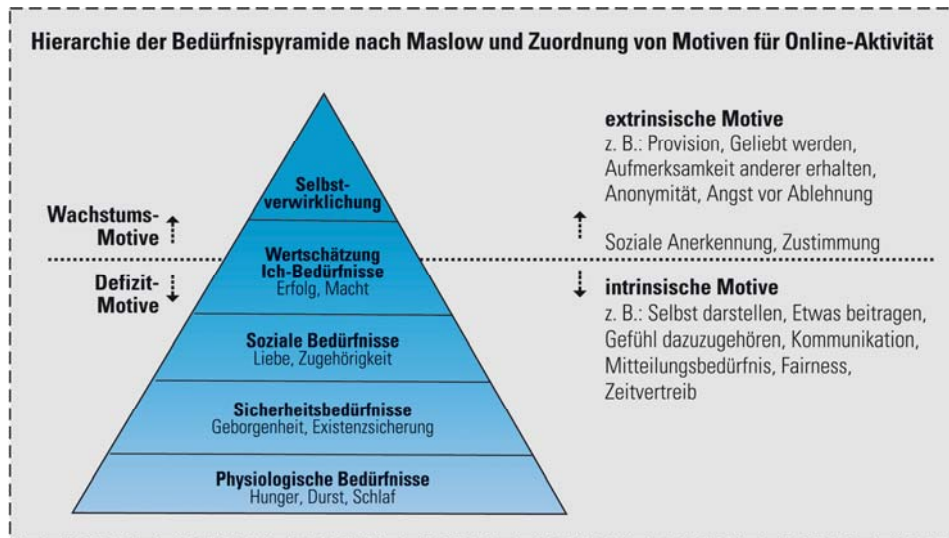 Hierarchie der Bedürfnispyramide nach Maslow und Zuordnung von Motiven für Online-Aktivität
Selbst-
verwirklichung
Wertschätzung
Ich-Bedürfnisse
Erfolg, Macht
Soziale Bedürfnisse
Liebe, Zugehörigkeit
Sicherheitsbedürfnisse
Geborgenheit, Existenzsicherung
Physiologische Bedürfnisse
Hunger, Durst, Schlaf
Wachstums-
Motive
Defizit-
Motive
extrinsische Motive
z. B.: Provision, Geliebt werden,
Aufmerksamkeit anderer erhalten,
Anonymität, Angst vor Ablehnung
Soziale Anerkennung, Zustimmung
intrinsische Motive
z. B.: Selbst darstellen, Etwas beitragen,
Gefühl dazuzugehören, Kommunikation,
Mitteilungsbedürfnis, Fairness,
Zeitvertreib